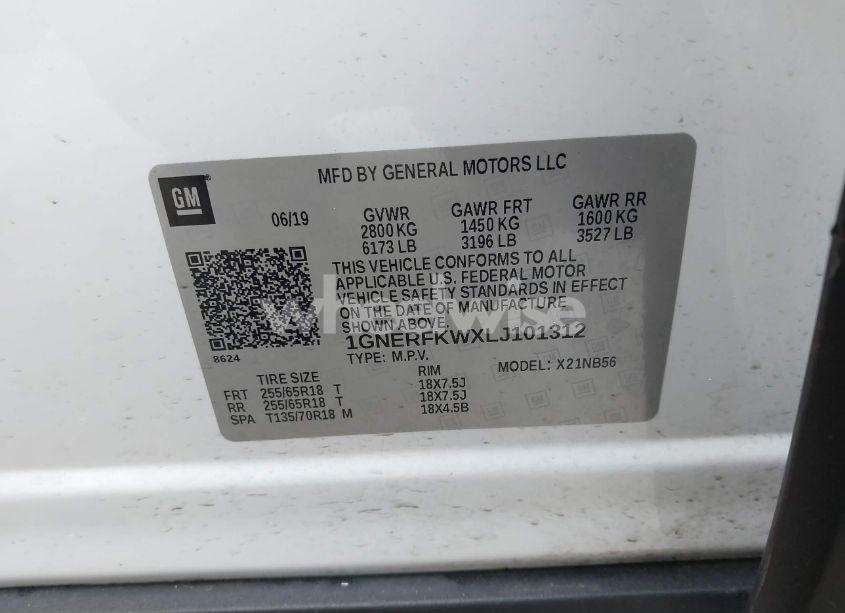 GM
MFD BY GENERAL MOTORS LLC
06/19
GVWR
2800 KG
6173 LB
GAWR FRT
1450 KG
3196 LB
GAWR RR
1600 KG
3527 LB
THIS VEHICLE CONFORMS TO ALL
APPLICABLE U.S. FEDERAL MOTOR
VEHICLE SAFETY STANDARDS IN EFFECT
ON THE DATE OF MANUFACTURE
SHOWN ABOVE
wheelwise
1GNERFKWXLJ101312
8624
TYPE: M.P.V.
MODEL: X21NB56
TIRE SIZE
RIM
FRT 255/65R18 T 18X7.5J
RR 255/65R18 T 18X7.5J
SPA T135/70R18 M 18X4.5B